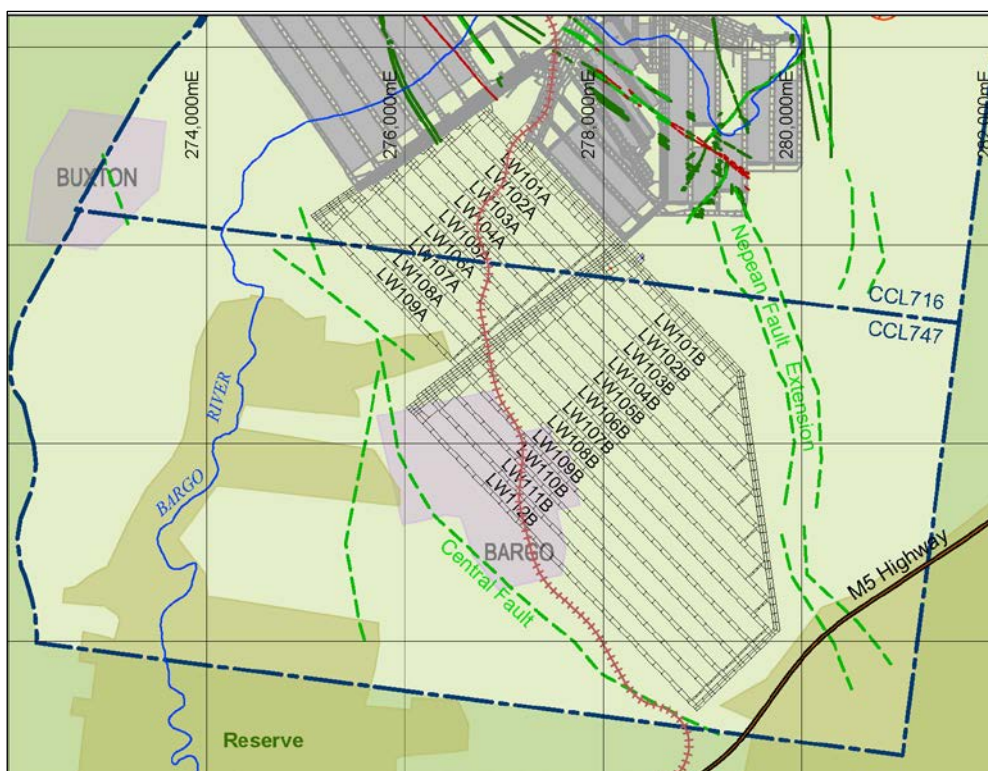 274,000mE
276,000mE
278,000mE
280,000mE
BUXTON
LW101A
LW102A
LW103A
LW104A
LW105A
LW106A
LW107A
LW108A
LW109A
Nepean Fault Extension
CCL716
CCL747
LW101B
LW102B
LW103B
LW104B
LW105B
LW106B
LW107B
LW108B
LW109B
LW110B
LW111B
LW112B
BARGO RIVER
BARGO
Central Fault
M5 Highway
Reserve